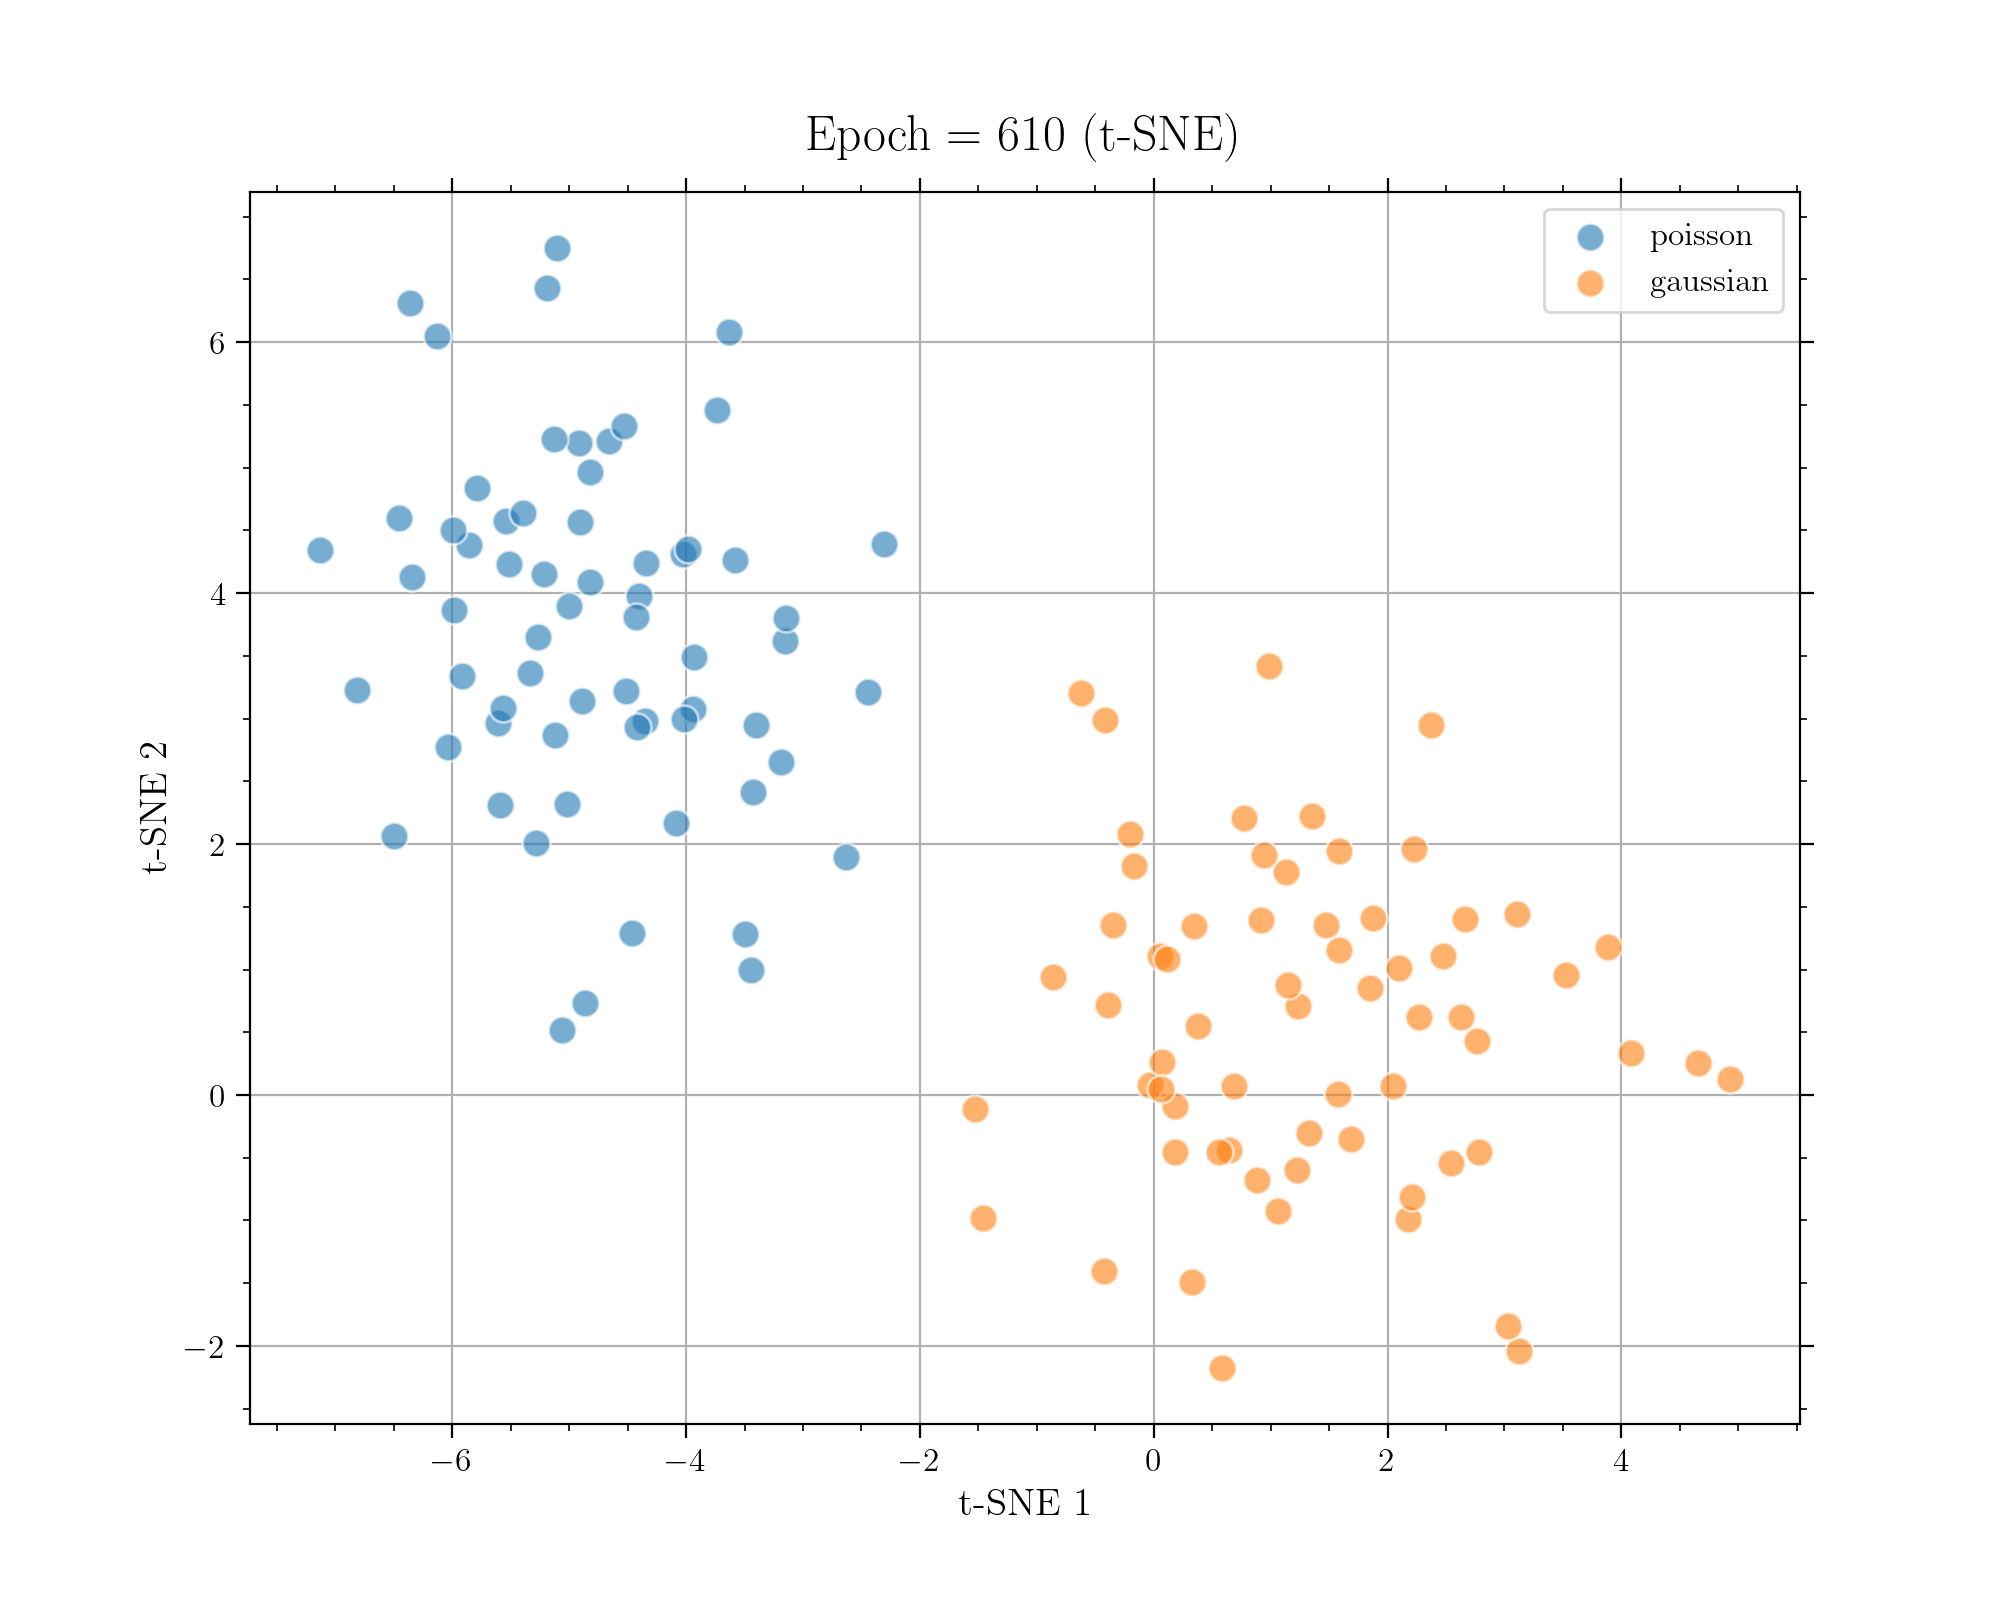 Epoch = 610 (t-SNE)
poisson
gaussian
6
4
2
0
−2
t-SNE 2
−6 −4 −2 0 2 4
t-SNE 1